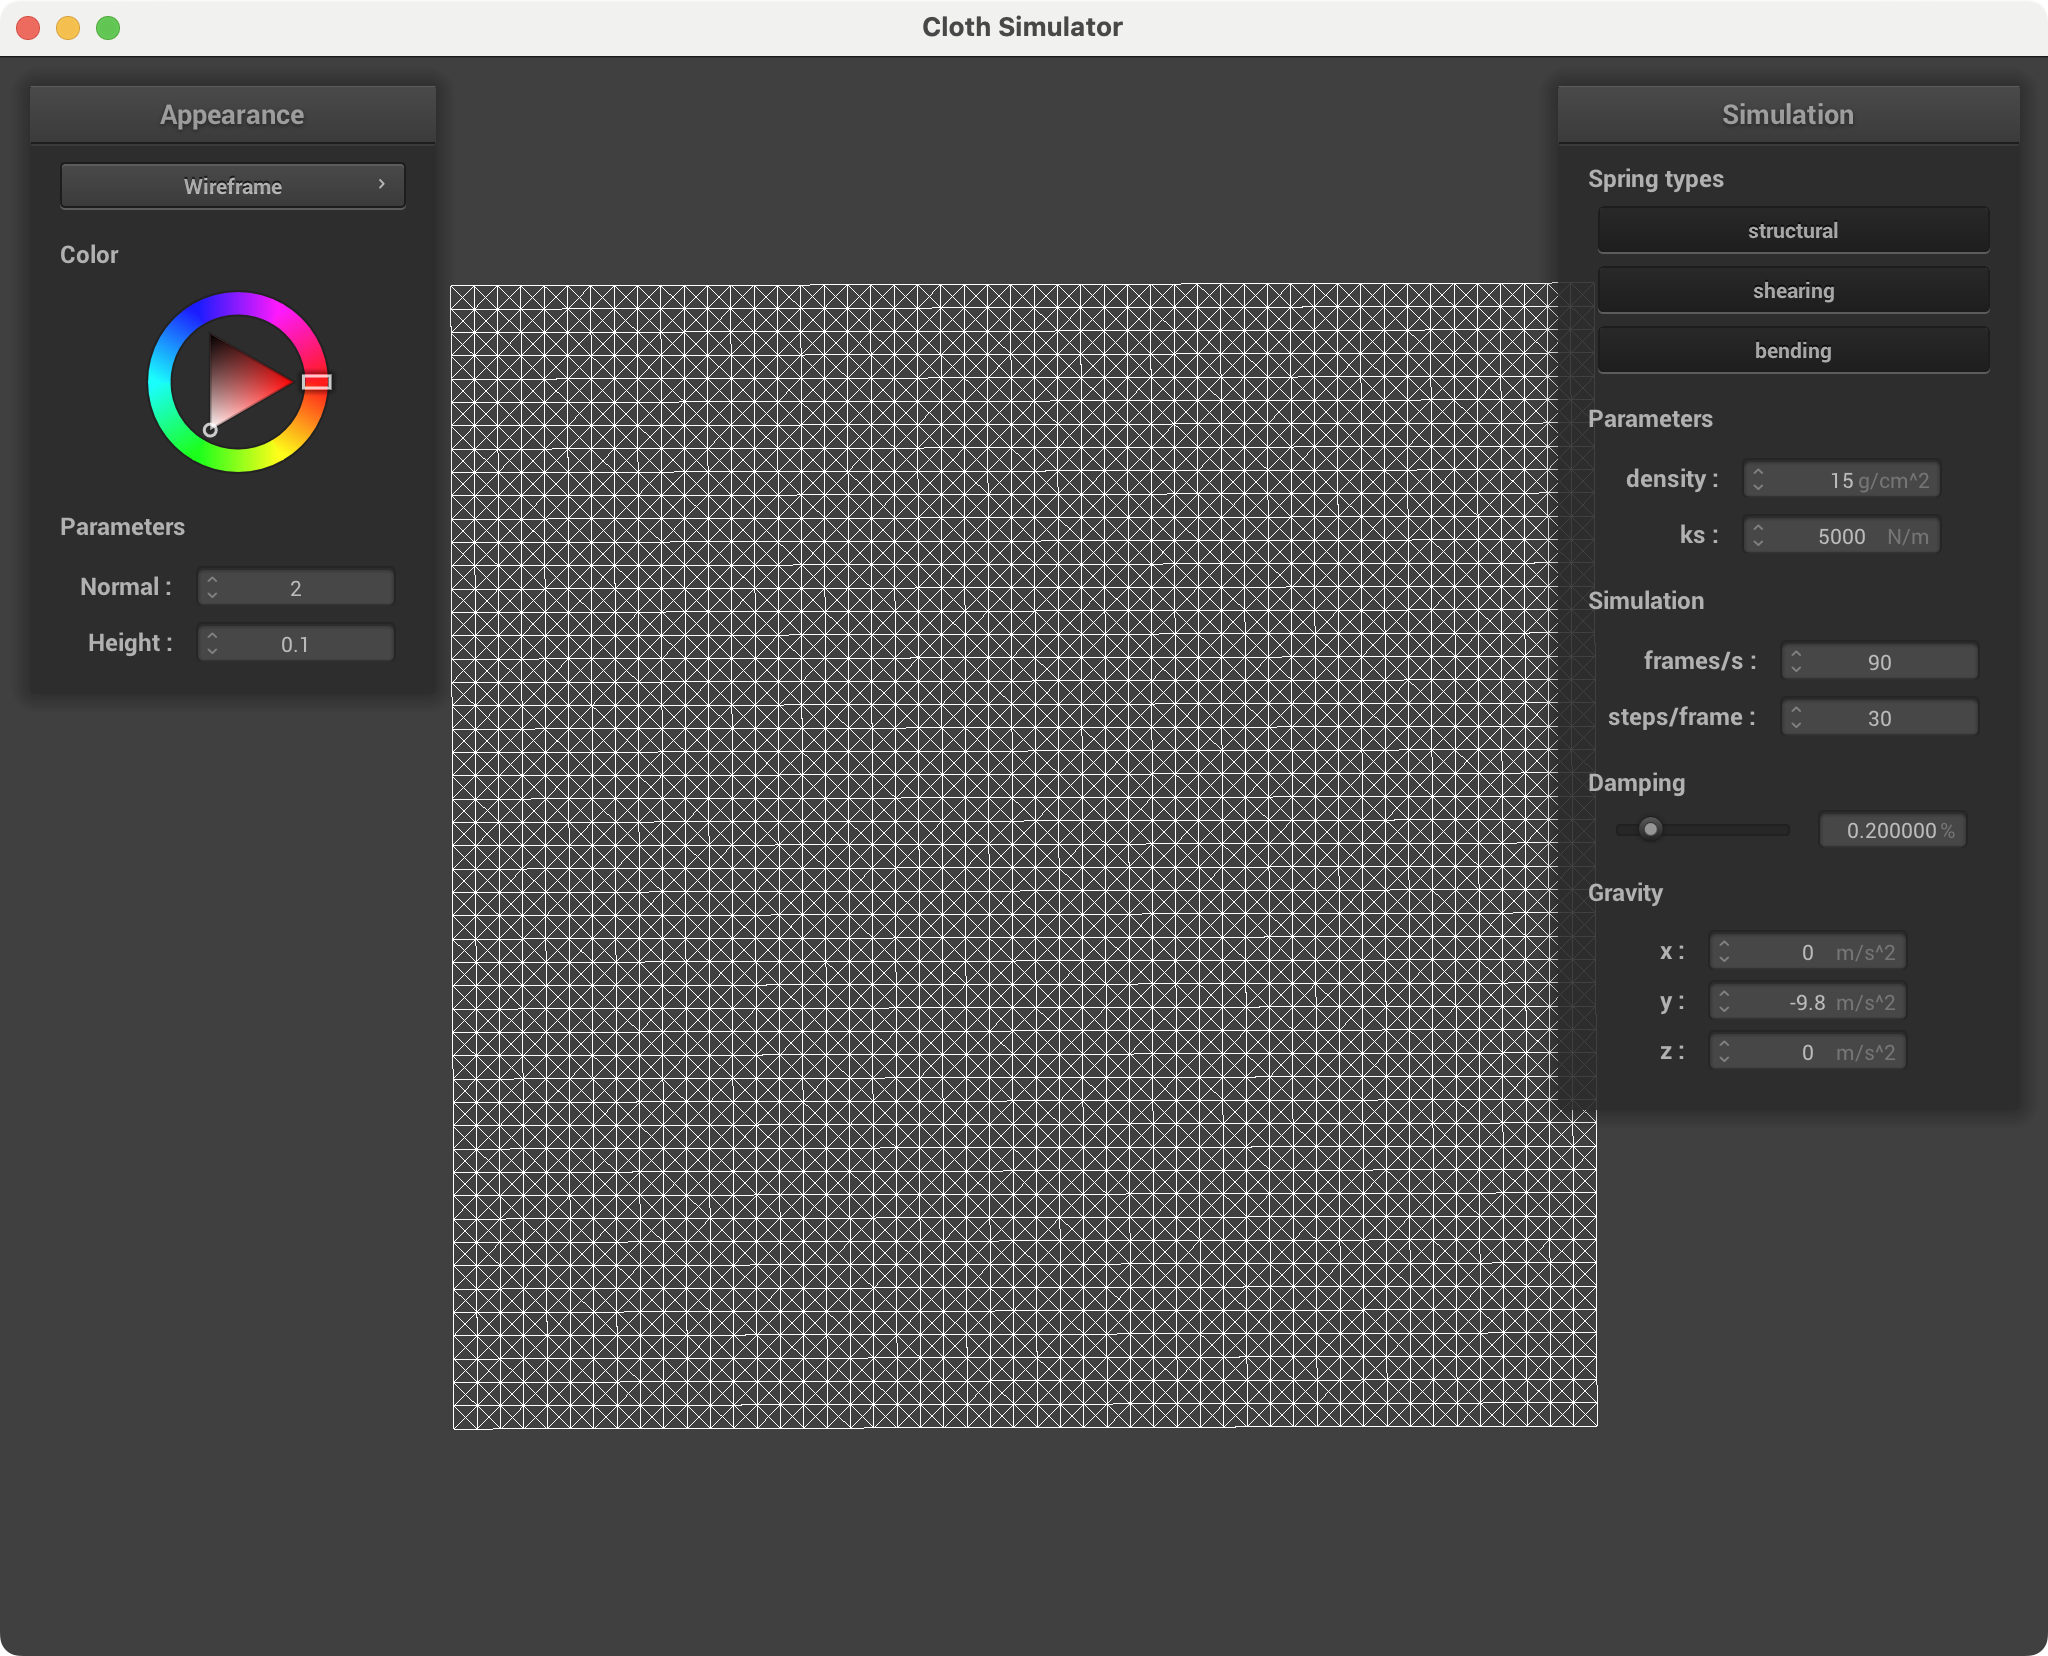 Cloth Simulator
Appearance
Wireframe
Color
Parameters
Normal : 2
Height : 0.1
Simulation
Spring types
structural
shearing
bending
Parameters
density : 15 g/cm^2
ks : 5000 N/m
Simulation
frames/s : 90
steps/frame : 30
Damping
0.200000 %
Gravity
x : 0 m/s^2
y : -9.8 m/s^2
z : 0 m/s^2